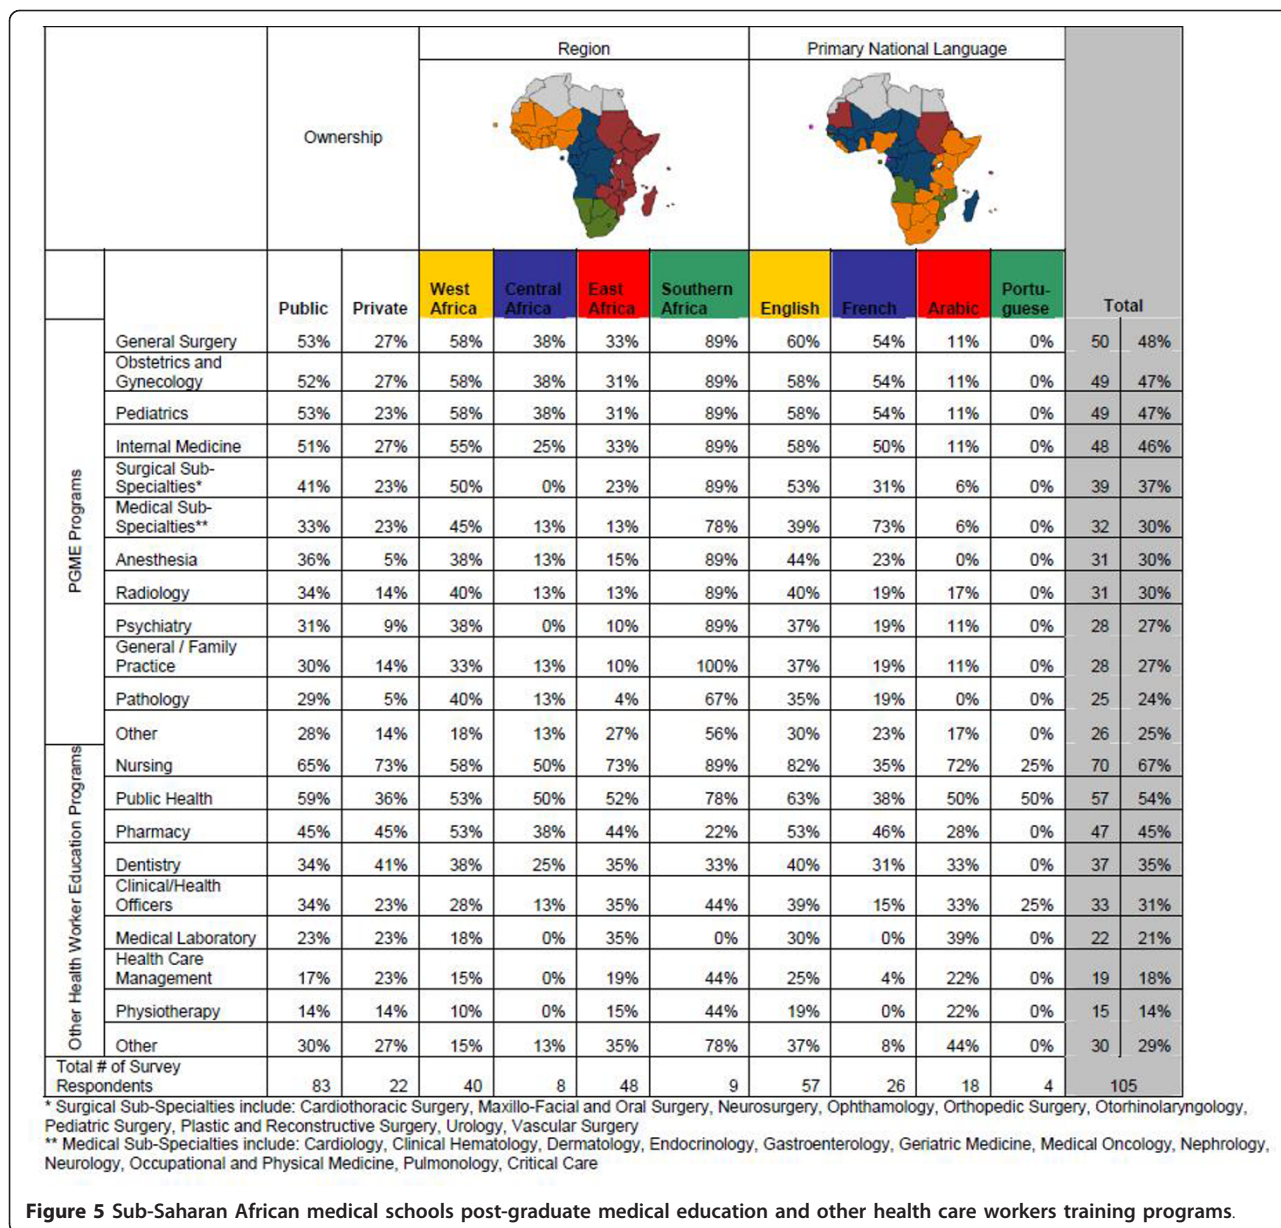 Region
Primary National Language
Ownership
Public Private West Africa Central Africa East Africa Southern Africa English French Arabic Portu-guese Total
PGME Programs
General Surgery 53% 27% 58% 38% 33% 89% 60% 54% 11% 0% 50 48%
Obstetrics and
Gynecology 52% 27% 58% 38% 31% 89% 58% 54% 11% 0% 49 47%
Pediatrics 53% 23% 58% 38% 31% 89% 58% 54% 11% 0% 49 47%
Internal Medicine 51% 27% 55% 25% 33% 89% 58% 50% 11% 0% 48 46%
Surgical Sub-
Specialties* 41% 23% 50% 0% 23% 89% 53% 31% 6% 0% 39 37%
Medical Sub-
Specialties** 33% 23% 45% 13% 13% 78% 39% 73% 6% 0% 32 30%
Anesthesia 36% 5% 38% 13% 15% 89% 44% 23% 0% 0% 31 30%
Radiology 34% 14% 40% 13% 13% 89% 40% 19% 17% 0% 31 30%
Psychiatry 31% 9% 38% 0% 10% 89% 37% 19% 11% 0% 28 27%
General / Family
Practice 30% 14% 33% 13% 10% 100% 37% 19% 11% 0% 28 27%
Pathology 29% 5% 40% 13% 4% 67% 35% 19% 0% 0% 25 24%
Other 28% 14% 18% 13% 27% 56% 30% 23% 17% 0% 26 25%
Other Health Worker Education Programs
Nursing 65% 73% 58% 50% 73% 89% 82% 35% 72% 25% 70 67%
Public Health 59% 36% 53% 50% 52% 78% 63% 38% 50% 50% 57 54%
Pharmacy 45% 45% 53% 38% 44% 22% 53% 46% 28% 0% 47 45%
Dentistry 34% 41% 38% 25% 35% 33% 40% 31% 33% 0% 37 35%
Clinical/Health
Officers 34% 23% 28% 13% 35% 44% 39% 15% 33% 25% 33 31%
Medical Laboratory 23% 23% 18% 0% 35% 0% 30% 0% 39% 0% 22 21%
Health Care
Management 17% 23% 15% 0% 19% 44% 25% 4% 22% 0% 19 18%
Physiotherapy 14% 14% 10% 0% 15% 44% 19% 0% 22% 0% 15 14%
Other 30% 27% 15% 13% 35% 78% 37% 8% 44% 0% 30 29%
Total # of Survey
Respondents 83 22 40 8 48 9 57 26 18 4 105
* Surgical Sub-Specialties include: Cardiothoracic Surgery, Maxillo-Facial and Oral Surgery, Neurosurgery, Ophthamology, Orthopedic Surgery, Otorhinolaryngology,
Pediatric Surgery, Plastic and Reconstructive Surgery, Urology, Vascular Surgery
** Medical Sub-Specialties include: Cardiology, Clinical Hematology, Dermatology, Endocrinology, Gastroenterology, Geriatric Medicine, Medical Oncology, Nephrology,
Neurology, Occupational and Physical Medicine, Pulmonology, Critical Care
Figure 5 Sub-Saharan African medical schools post-graduate medical education and other health care workers training programs.